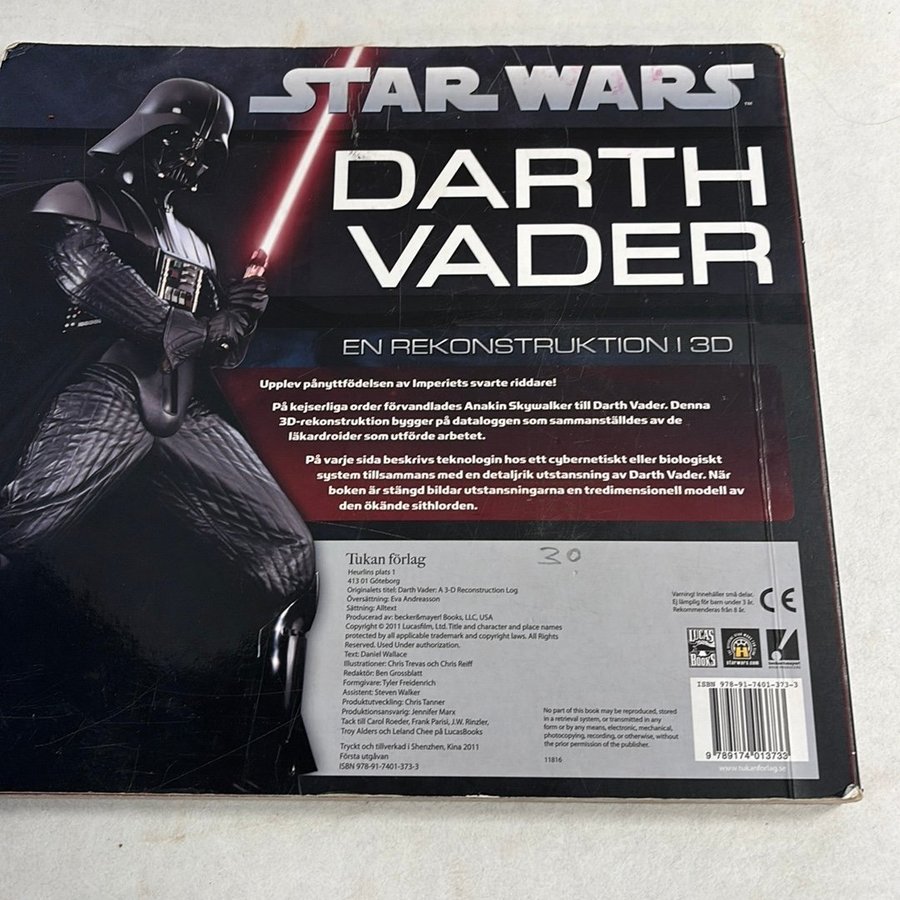 STAR WARS™
DARTH
VADER
EN REKONSTRUKTION I 3D
Upplev pånyttfödelsen av Imperiets svarte riddare!
På kejserliga order förvandlades Anakin Skywalker till Darth Vader. Denna
3D-rekonstruktion bygger på dataloggen som sammanställdes av de
läkardroider som utförde arbetet.
På varje sida beskrivs teknologin hos ett cybernetiskt eller biologiskt
system tillsammans med en detaljrik utstansning av Darth Vader. När
boken är stängd bildar utstansningarna en tredimensionell modell av
den ökände sithlorden.
30
Tukan förlag
Heurlins plats 1
413 01 Göteborg
Originalets titel: Darth Vader: A 3-D Reconstruction Log
Översättning: Eva Andreasson
Sättning: Alltext
Producerad av: becker&mayer! Books, LLC, USA
Copyright © 2011 Lucasfilm, Ltd. Title and character and place names
protected by all applicable trademark and copyright laws. All Rights
Reserved. Used Under authorization.
Text: Daniel Wallace
Illustrationer: Chris Trevas och Chris Reiff
Redaktör: Ben Grossblatt
Formgivare: Tyler Freidenrich
Assistent: Steven Walker
Produktionsdesign: Chris Tanner
Produktionsansvarig: Jennifer Marx
Tack till Carol Roeder, Frank Parisi, J.W. Rinzler,
Troy Alders och Leland Chee på LucasBooks
Tryckt och tillverkad i Shenzhen, Kina 2011
Första utgåvan
ISBN 978-91-7401-373-3
Varning! Innehåller små delar.
Ej lämplig för barn under 3 år.
Rekommenderas från 8 år.
CE
LUCAS
BOOKS
starwars.com
No part of this book may be reproduced, stored
in a retrieval system, or transmitted in any
form or by any means, electronic, mechanical,
photocopying, recording, or otherwise, without
the prior permission of the publisher.
11816
ISBN 978-91-7401-373-3
9 789174 013733
www.tukanforlag.se